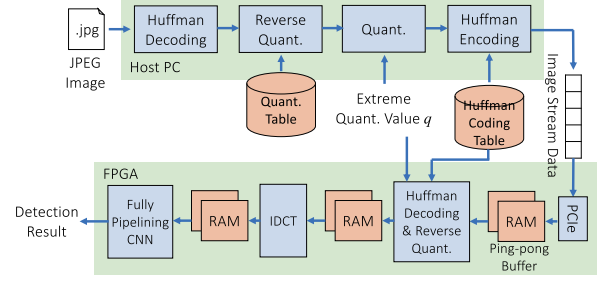 .jpg
JPEG
Image
Huffman
Decoding
Reverse
Quant.
Quant.
Huffman
Encoding
Host PC
Quant.
Table
Extreme
Quant. Value q
Huffman
Coding
Table
Image Stream Data
FPGA
Detection
Result
Fully
Pipelining
CNN
RAM
IDCT
RAM
Huffman
Decoding
& Reverse
Quant.
RAM
Ping-pong
Buffer
PCIe